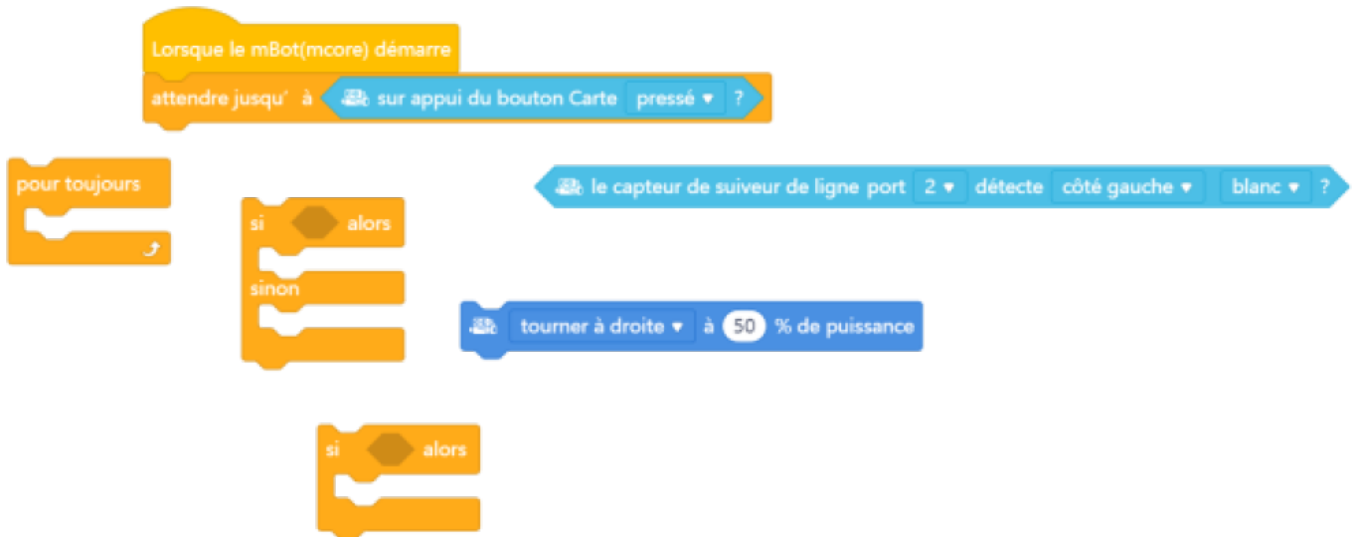 Lorsque le mBot(mcore) démarre
attendre jusqu' à sur appui du bouton Carte pressé ▾ ?
pour toujours
le capteur de suiveur de ligne port 2 ▾ détecte côté gauche ▾ blanc ▾ ?
si alors
sinon
tourner à droite ▾ à 50 % de puissance
si alors